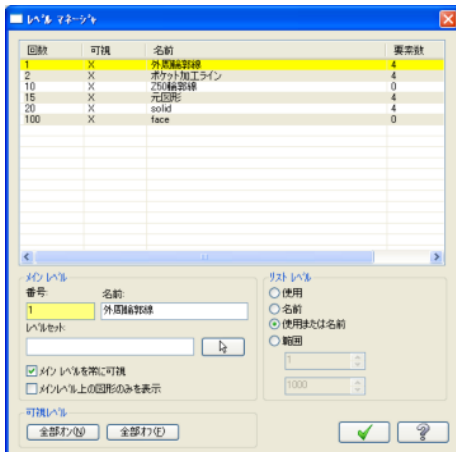 ﾚﾍﾞﾙ ﾏﾈｰｼﾞｬ
回数 可視 名前 要素数
1 X 外周輪郭線 4
2 X ポケット加工ライン 4
10 X Z50輪郭線 0
15 X 元図形 4
20 X solid 4
100 X face 0
ﾒｲﾝ ﾚﾍﾞﾙ
番号: 名前:
1 外周輪郭線
ﾚﾍﾞﾙｾｯﾄ:
ﾒｲﾝ ﾚﾍﾞﾙを常に可視
ﾒｲﾝﾚﾍﾞﾙ上の図形のみを表示
可視ﾚﾍﾞﾙ
全部ｵﾝ(N) 全部ｵﾌ(F)
ﾘｽﾄ ﾚﾍﾞﾙ
使用
名前
使用または名前
範囲
1
1000